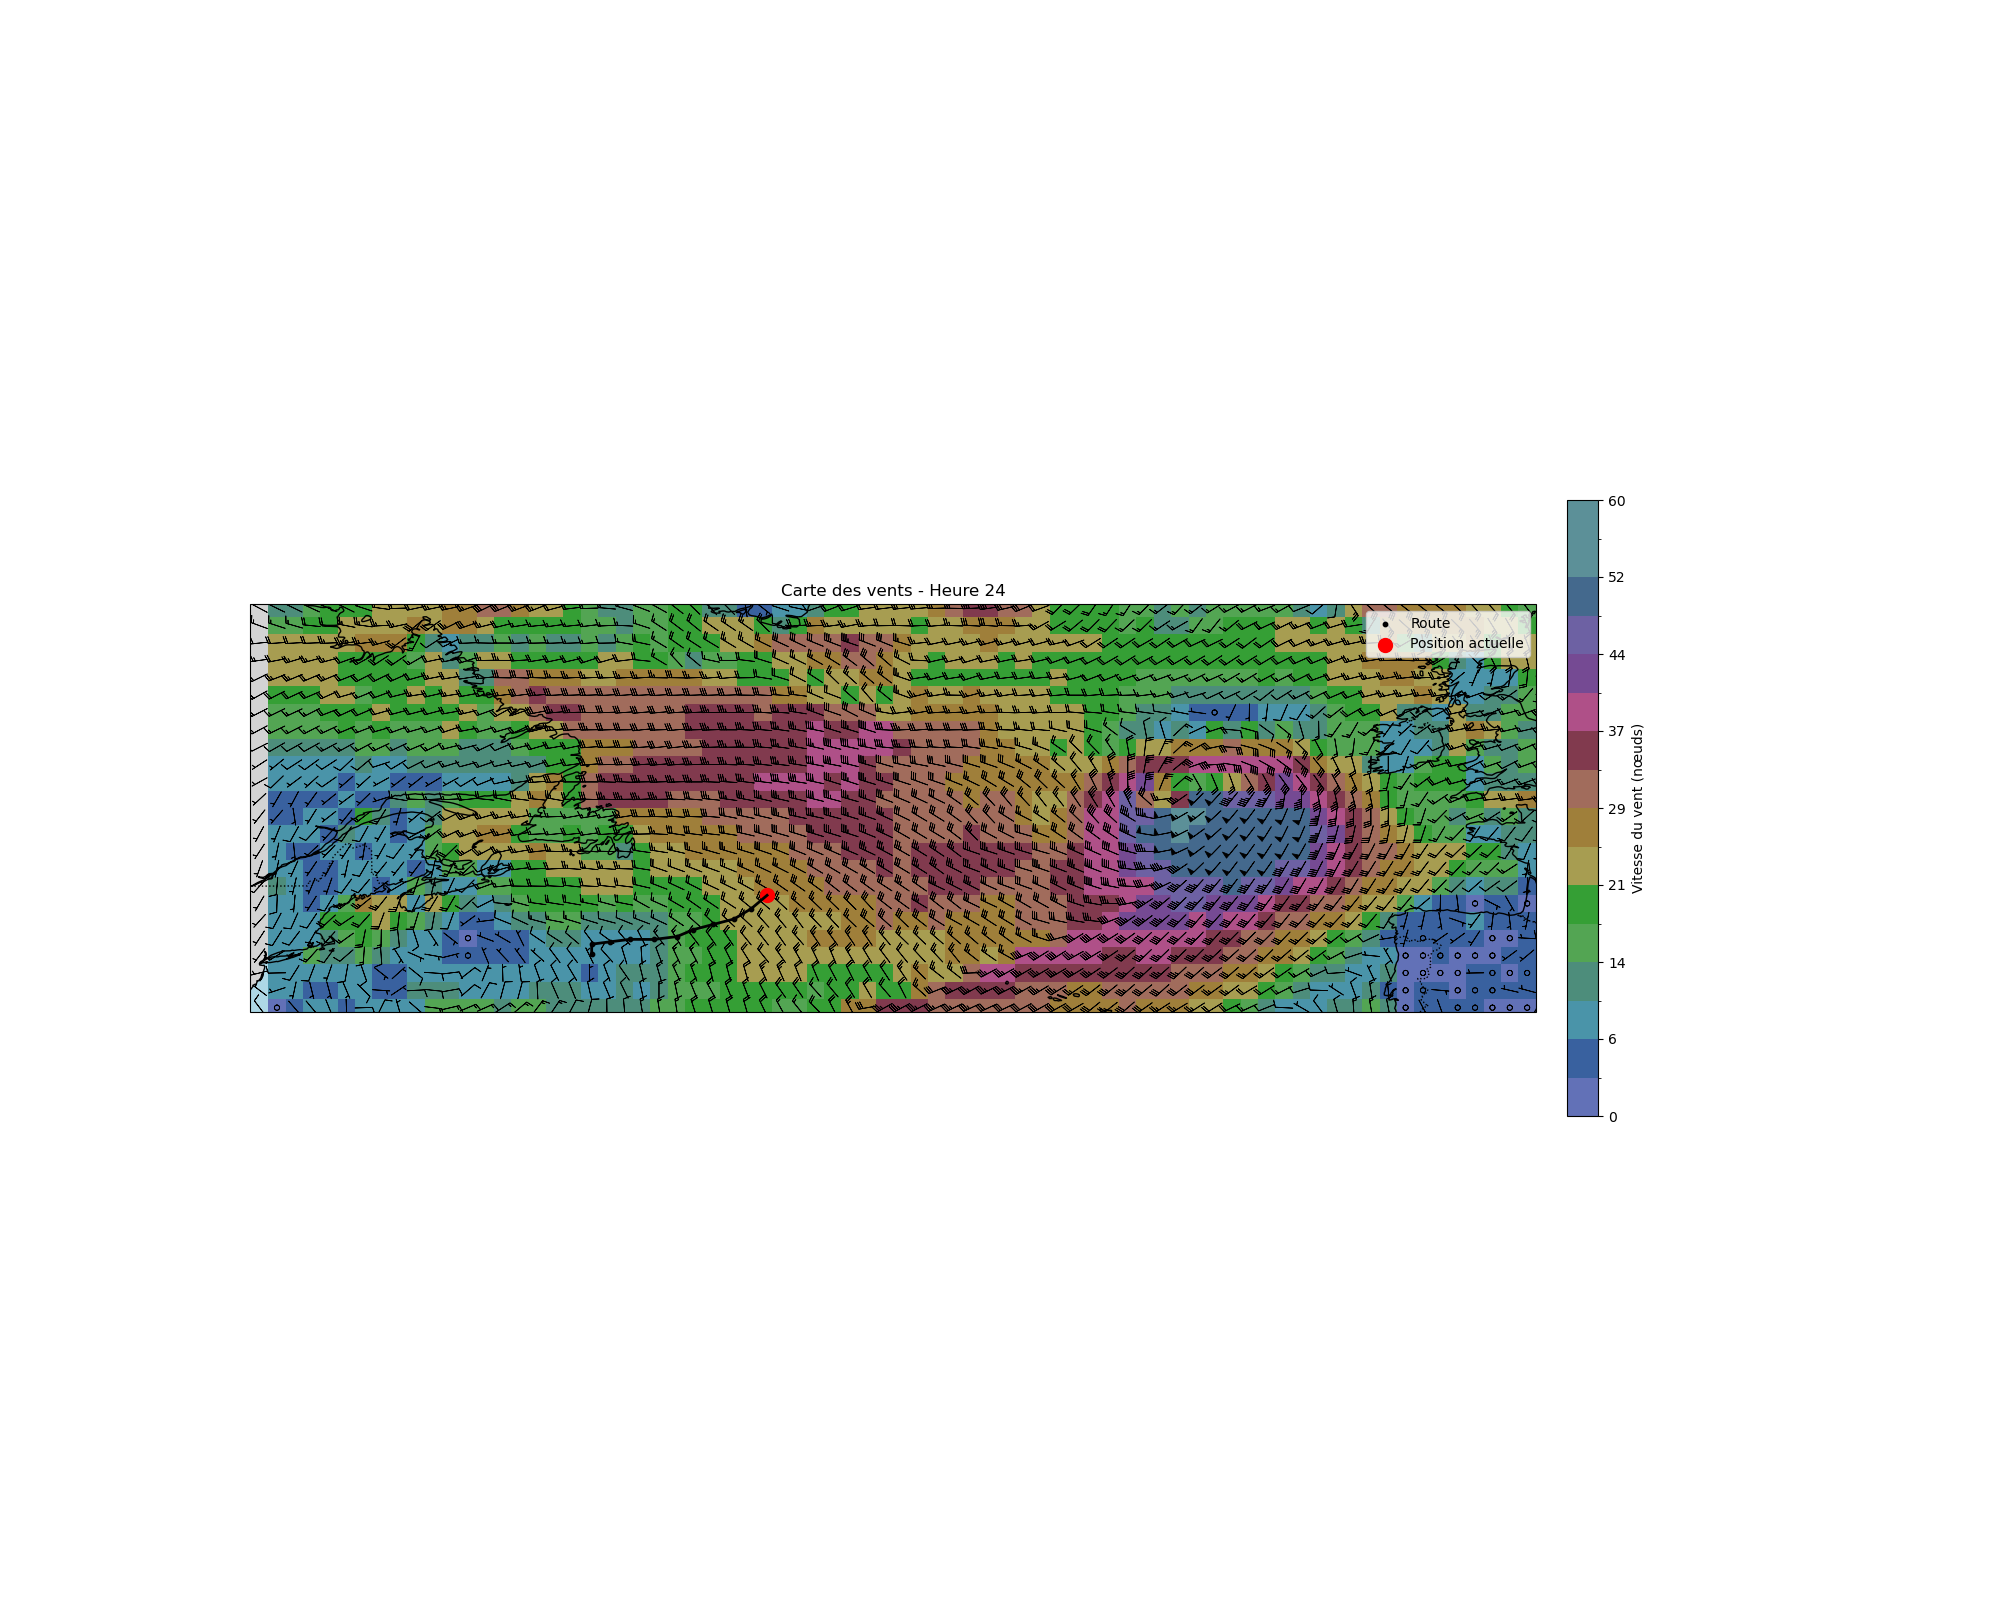 Carte des vents - Heure 24
Route
Position actuelle
60
52
44
37
29
21
14
6
0
Vitesse du vent (nœuds)